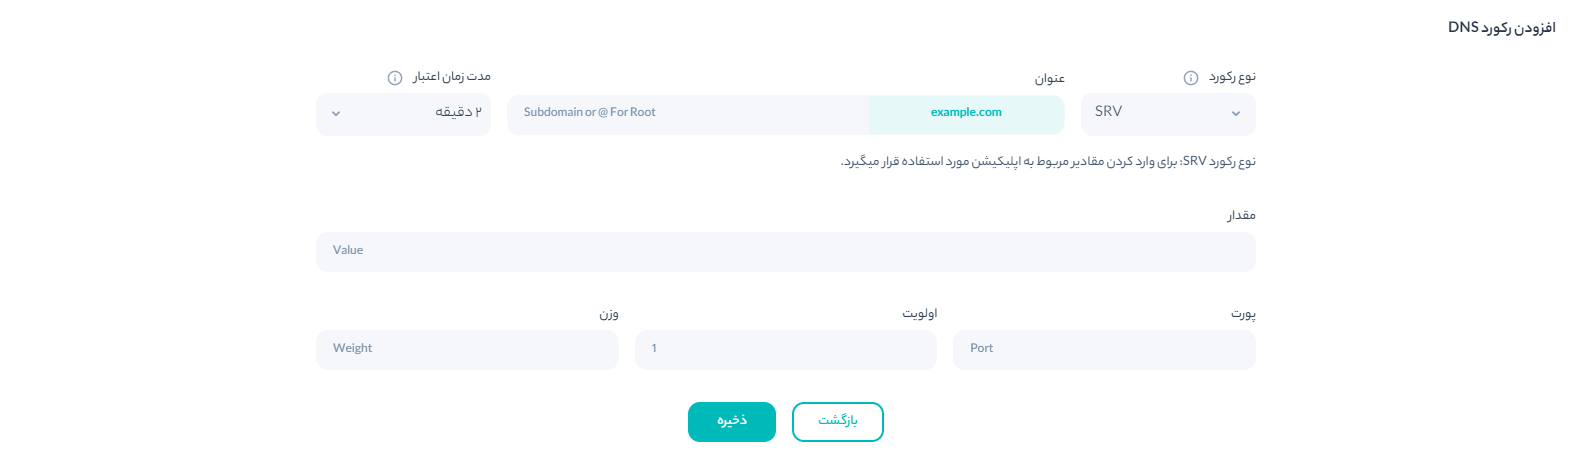 افزودن رکورد DNS
نوع رکورد
عنوان
مدت زمان اعتبار
SRV
example.com
Subdomain or @ For Root
۲ دقیقه
نوع رکورد SRV: برای وارد کردن مقادیر مربوط به اپلیکیشن مورد استفاده قرار میگیرد.
مقدار
Value
پورت
اولویت
وزن
Port
1
Weight
بازگشت
ذخیره